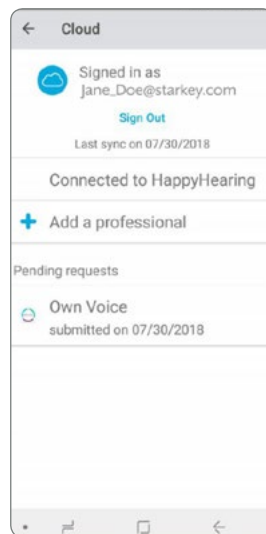 Cloud
Signed in as
Jane_Doe@starkey.com
Sign Out
Last sync on 07/30/2018
Connected to HappyHearing
Add a professional
Pending requests
Own Voice
submitted on 07/30/2018